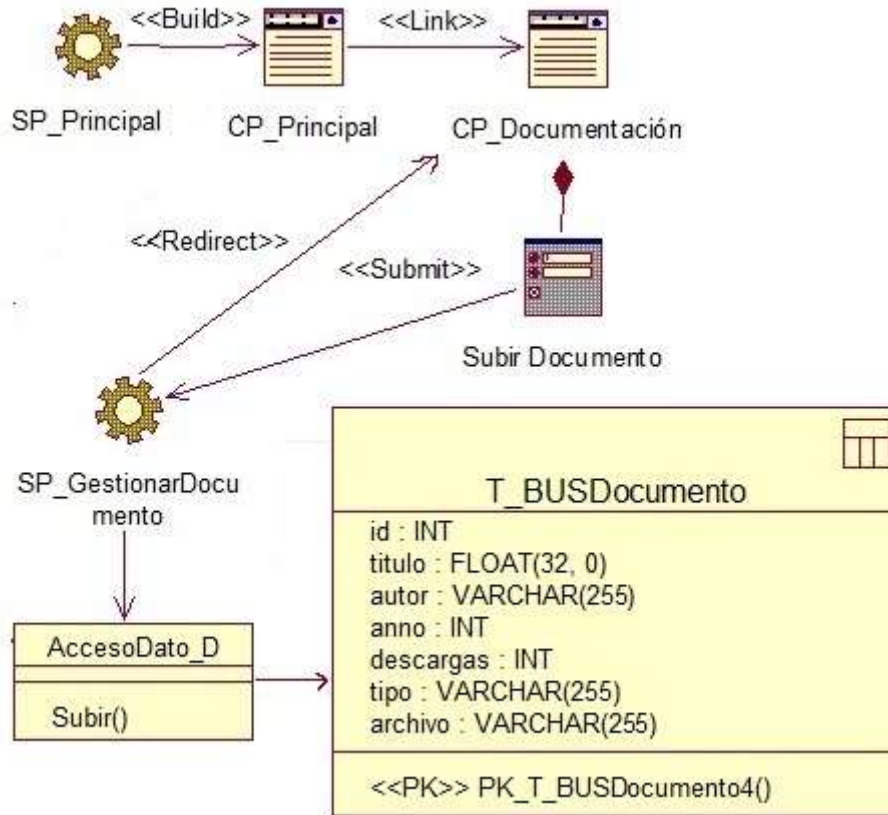 <<Build>>
<<Link>>
SP_Principal
CP_Principal
CP_Documentación
<<Redirect>>
<<Submit>>
Subir Documento
SP_GestionarDocu
mento
AccesoDato_D
Subir()
T_BUSDocumento
id : INT
titulo : FLOAT(32, 0)
autor : VARCHAR(255)
anno : INT
descargas : INT
tipo : VARCHAR(255)
archivo : VARCHAR(255)
<<PK>> PK_T_BUSDocumento4()